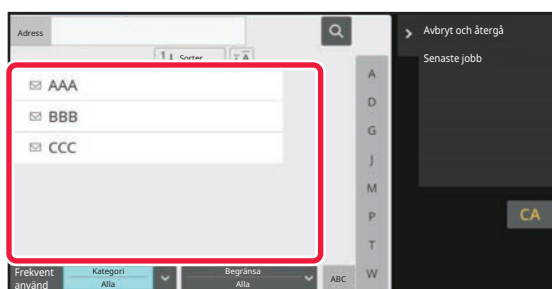 Adress
Sorter
AAA
BBB
CCC
A
D
G
J
M
P
T
W
Frekvent
använd
Kategori
Alla
Begränsa
Alla
ABC
Avbryt och återgå
Senaste jobb
CA